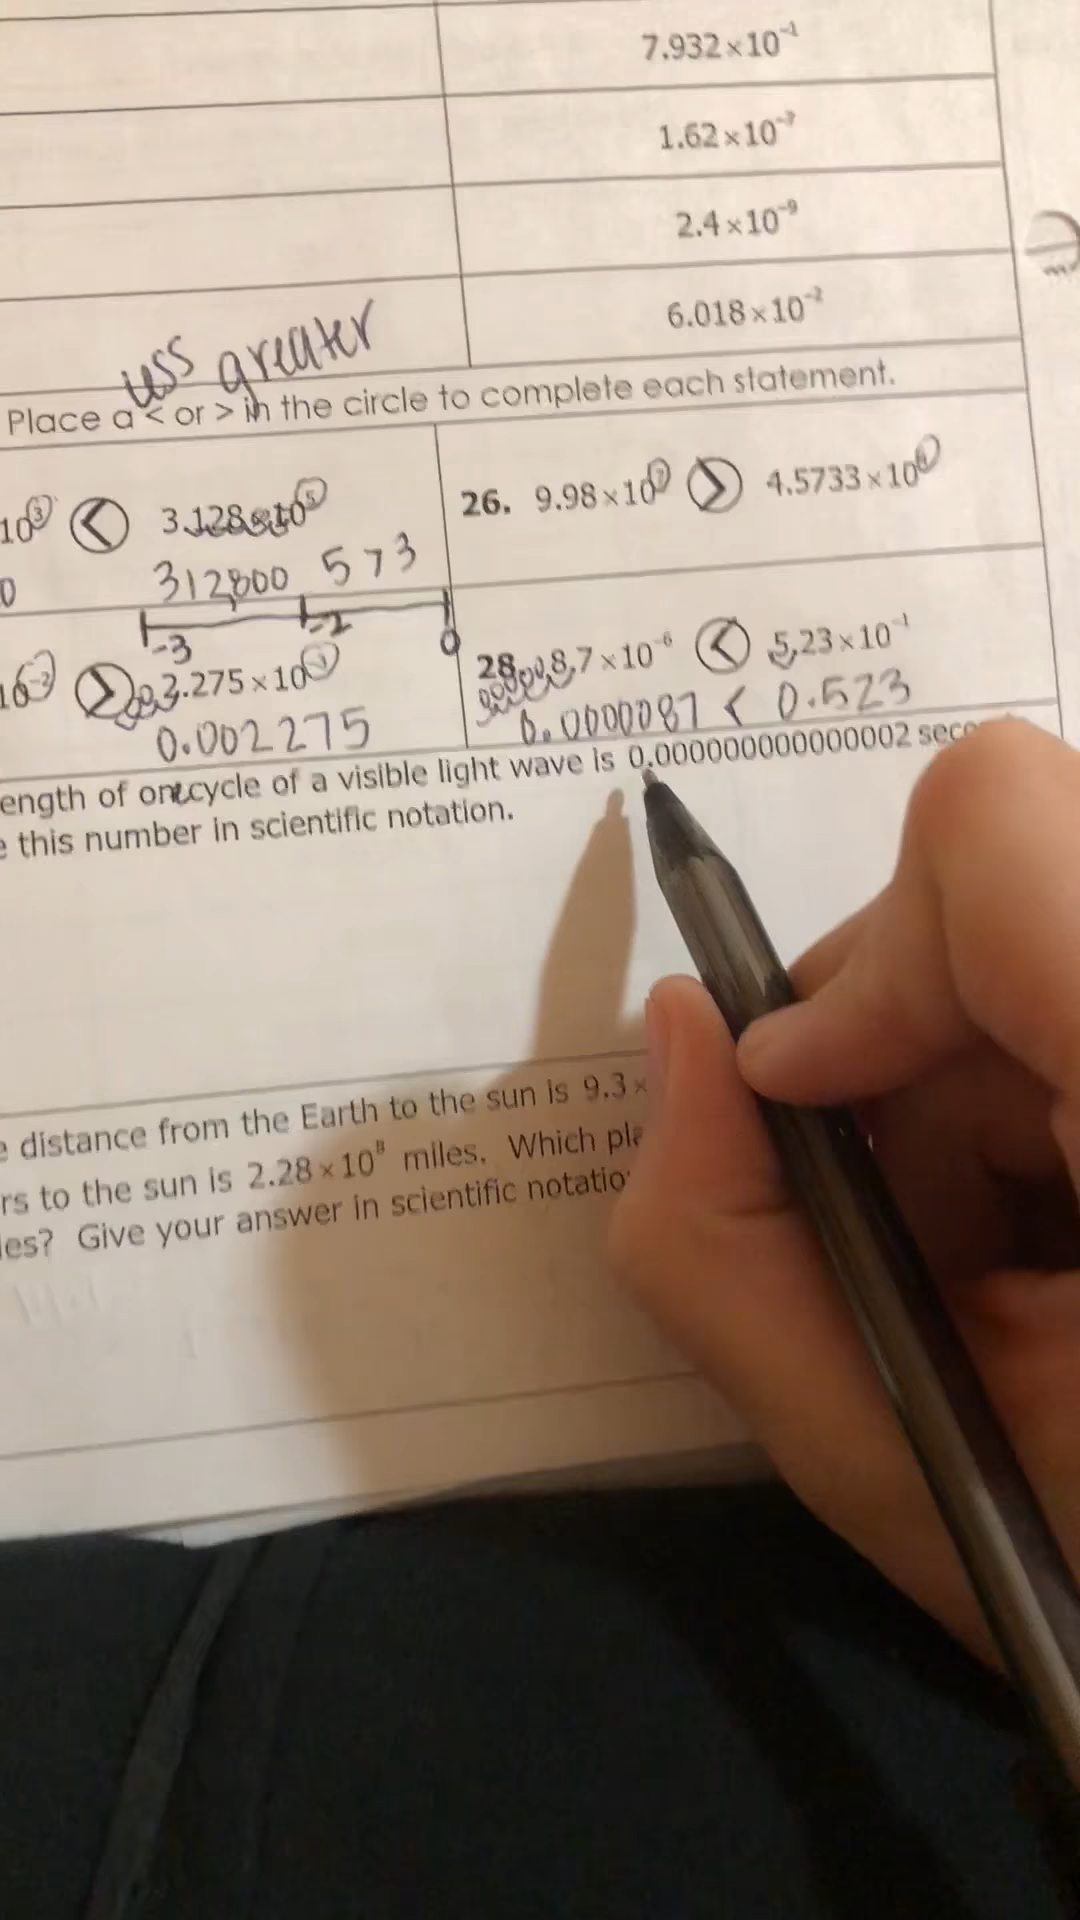 7.932×10⁻¹
1.62×10⁻⁷
2.4×10⁻⁹
6.018×10⁻²
less greater
Place a < or > in the circle to complete each statement.
10³ < 3.128×10⁵
312,800 573
26. 9.98×10⁷ > 4.5733×10⁶
-3 -2 0
10⁻² > 2.275×10⁻³
0.002275
28. 8.7×10⁻⁶ < 5.23×10⁻¹
0.0000087 < 0.523
ength of one cycle of a visible light wave is 0.000000000000002 seco
e this number in scientific notation.
e distance from the Earth to the sun is 9.3×
rs to the sun is 2.28×10⁸ miles. Which pla
les? Give your answer in scientific notatio